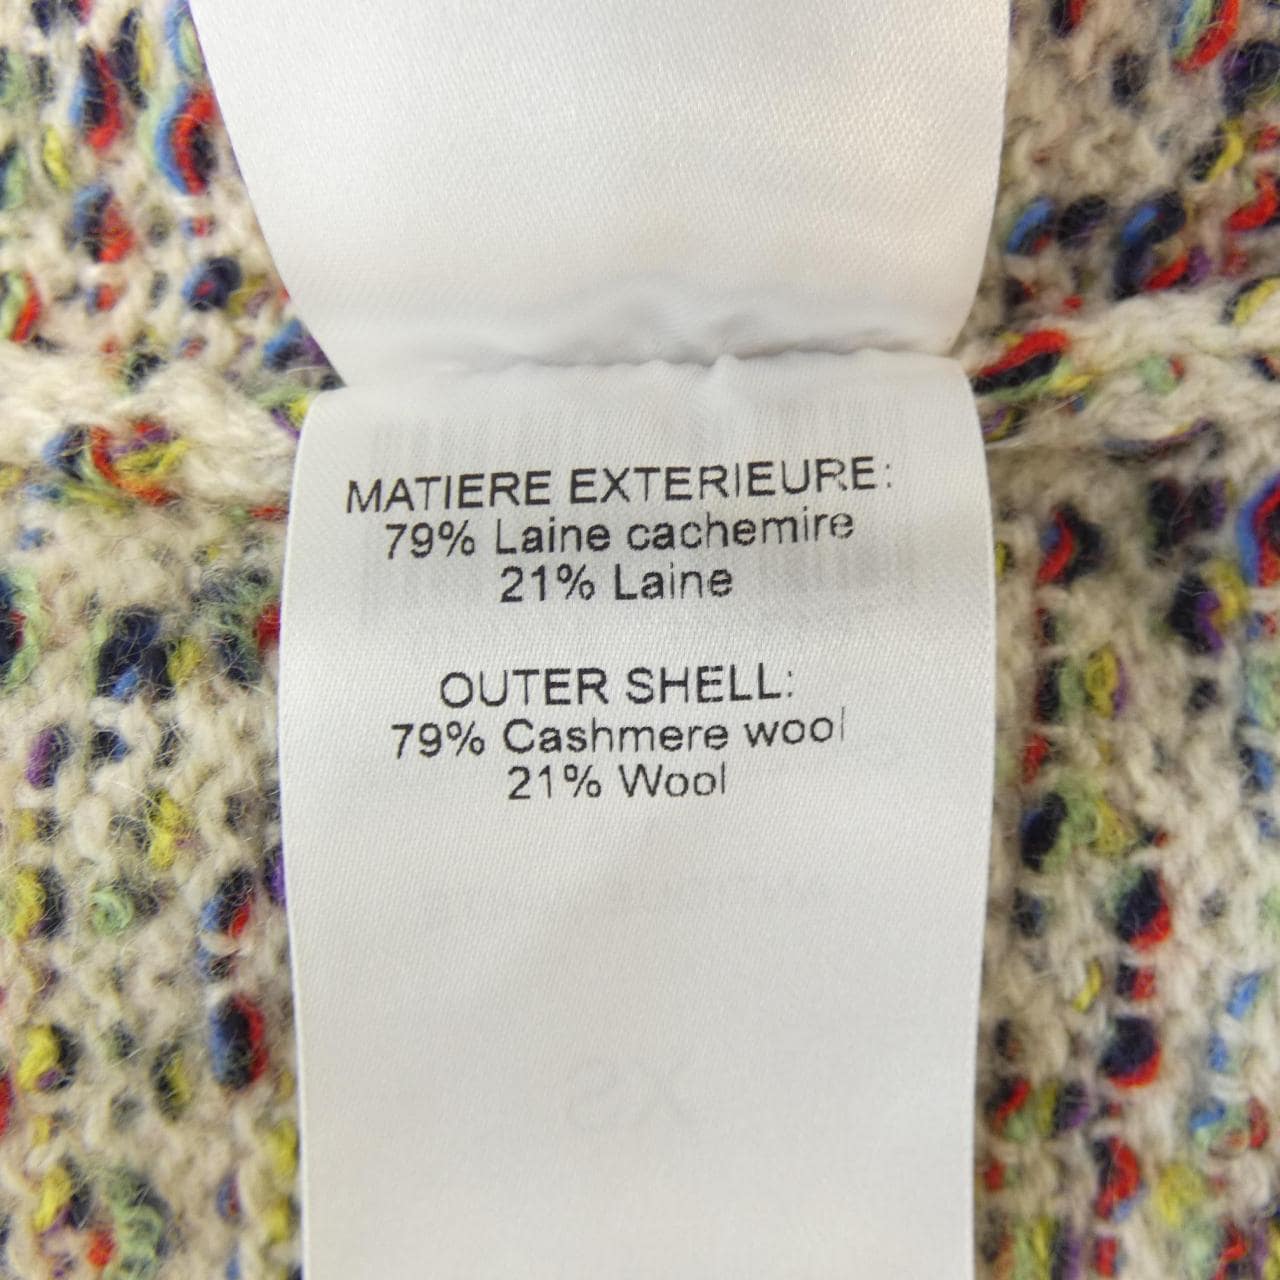 MATIERE EXTERIEURE:
79% Laine cachemire
21% Laine
OUTER SHELL:
79% Cashmere wool
21% Wool